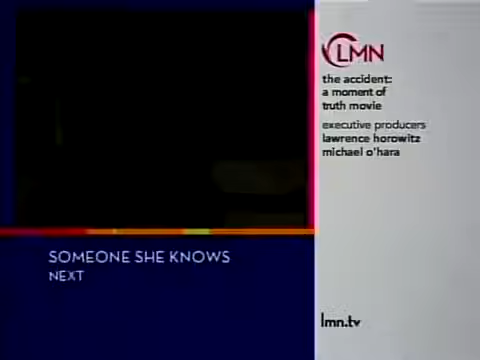 LMN
the accident:
a moment of
truth movie
executive producers
lawrence horowitz
michael o'hara
SOMEONE SHE KNOWS
NEXT
lmn.tv